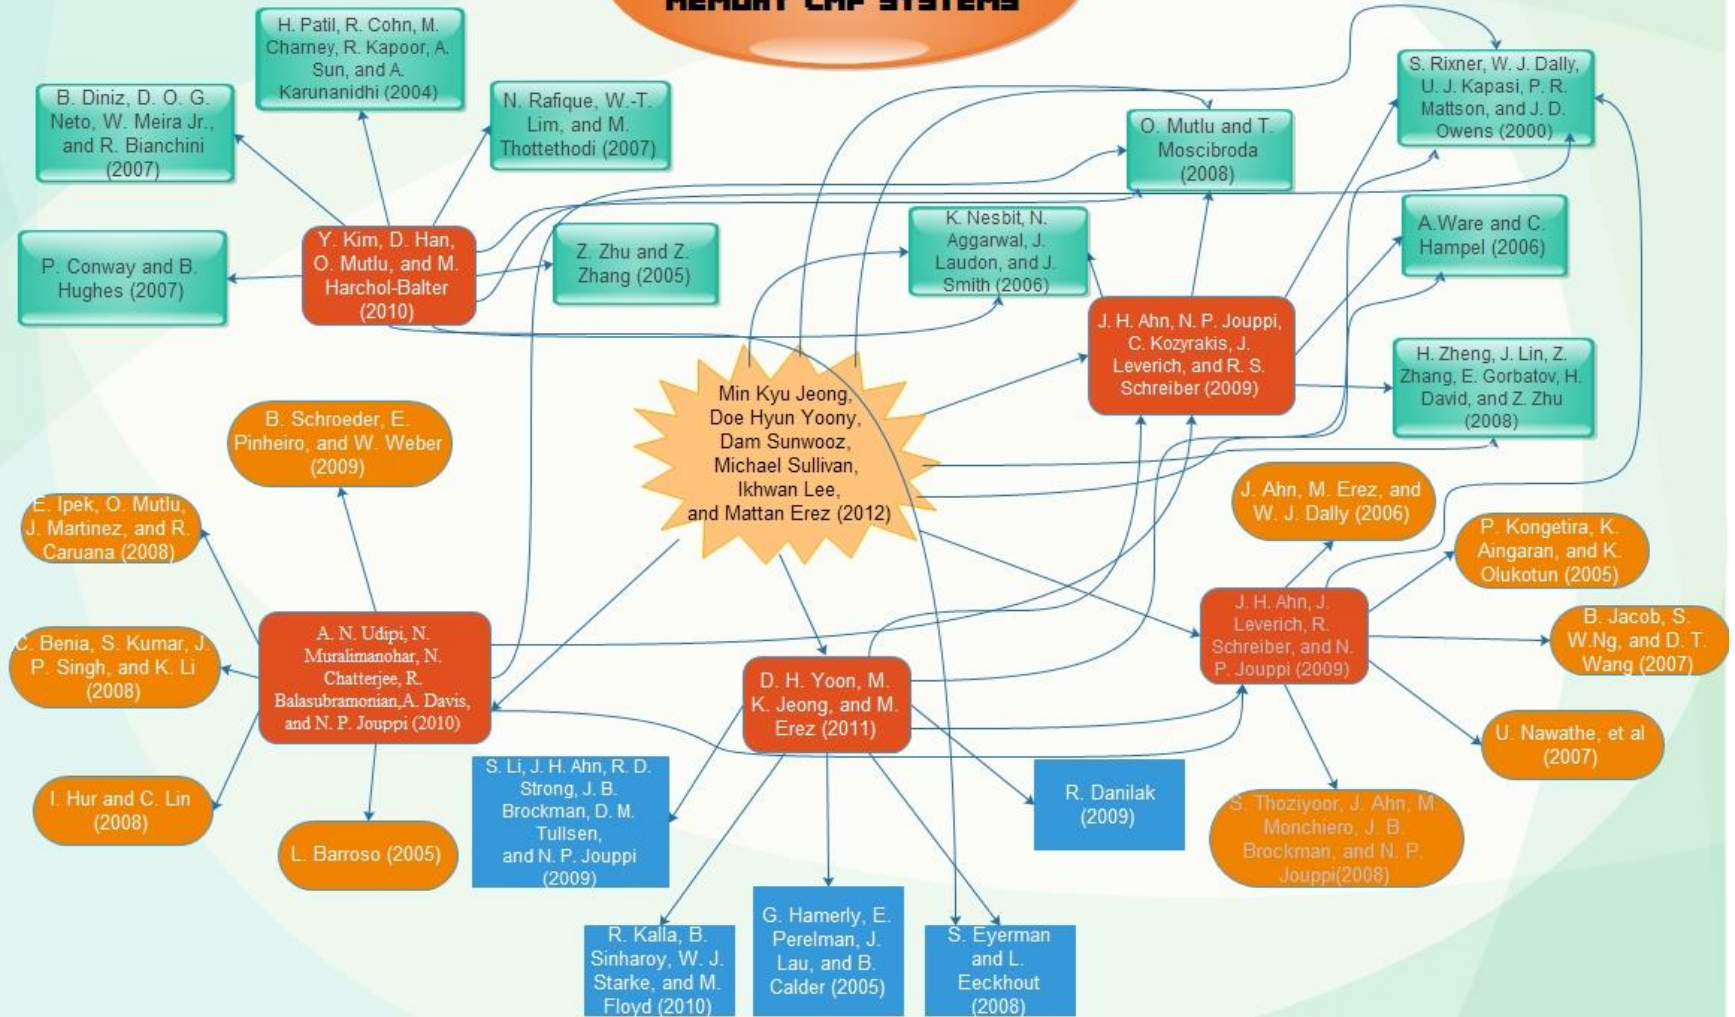 MEMORY CMP SYSTEMS
H. Patil, R. Cohn, M.
Charney, R. Kapoor, A.
Sun, and A.
Karunanidhi (2004)
B. Diniz, D. O. G.
Neto, W. Meira Jr.,
and R. Bianchini
(2007)
N. Rafique, W.-T.
Lim, and M.
Thottethodi (2007)
O. Mutlu and T.
Moscibroda
(2008)
S. Rixner, W. J. Dally,
U. J. Kapasi, P. R.
Mattson, and J. D.
Owens (2000)
P. Conway and B.
Hughes (2007)
Y. Kim, D. Han,
O. Mutlu, and M.
Harchol-Balter
(2010)
Z. Zhu and Z.
Zhang (2005)
K. Nesbit, N.
Aggarwal, J.
Laudon, and J.
Smith (2006)
A.Ware and C.
Hampel (2006)
J. H. Ahn, N. P. Jouppi,
C. Kozyrakis, J.
Leverich, and R. S.
Schreiber (2009)
H. Zheng, J. Lin, Z.
Zhang, E. Gorbatov, H.
David, and Z. Zhu
(2008)
Min Kyu Jeong,
Doe Hyun Yoony,
Dam Sunwooz,
Michael Sullivan,
Ikhwan Lee,
and Mattan Erez (2012)
B. Schroeder, E.
Pinheiro, and W. Weber
(2009)
E. Ipek, O. Mutlu,
J. Martinez, and R.
Caruana (2008)
J. Ahn, M. Erez, and
W. J. Dally (2006)
P. Kongetira, K.
Aingaran, and K.
Olukotun (2005)
C. Benia, S. Kumar, J.
P. Singh, and K. Li
(2008)
A. N. Udipi, N.
Muralimanohar, N.
Chatterjee, R.
Balasubramonian,A. Davis,
and N. P. Jouppi (2010)
D. H. Yoon, M.
K. Jeong, and M.
Erez (2011)
J. H. Ahn, J.
Leverich, R.
Schreiber, and N.
P. Jouppi (2009)
B. Jacob, S.
W.Ng, and D. T.
Wang (2007)
U. Nawathe, et al
(2007)
I. Hur and C. Lin
(2008)
L. Barroso (2005)
S. Li, J. H. Ahn, R. D.
Strong, J. B.
Brockman, D. M.
Tullsen,
and N. P. Jouppi
(2009)
R. Danilak
(2009)
S. Thoziyoor, J. Ahn, M.
Monchiero, J. B.
Brockman, and N. P.
Jouppi(2008)
R. Kalla, B.
Sinharoy, W. J.
Starke, and M.
Floyd (2010)
G. Hamerly, E.
Perelman, J.
Lau, and B.
Calder (2005)
S. Eyerman
and L.
Eeckhout
(2008)